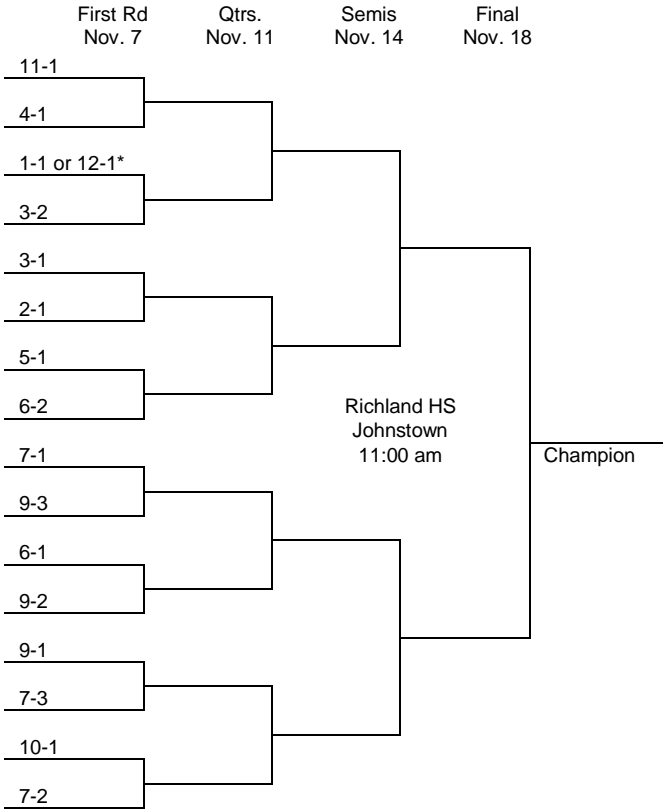 First Rd Qtrs. Semis Final
Nov. 7 Nov. 11 Nov. 14 Nov. 18
11-1
4-1
1-1 or 12-1*
3-2
3-1
2-1
5-1
6-2
Richland HS
Johnstown
11:00 am
7-1
Champion
9-3
6-1
9-2
9-1
7-3
10-1
7-2